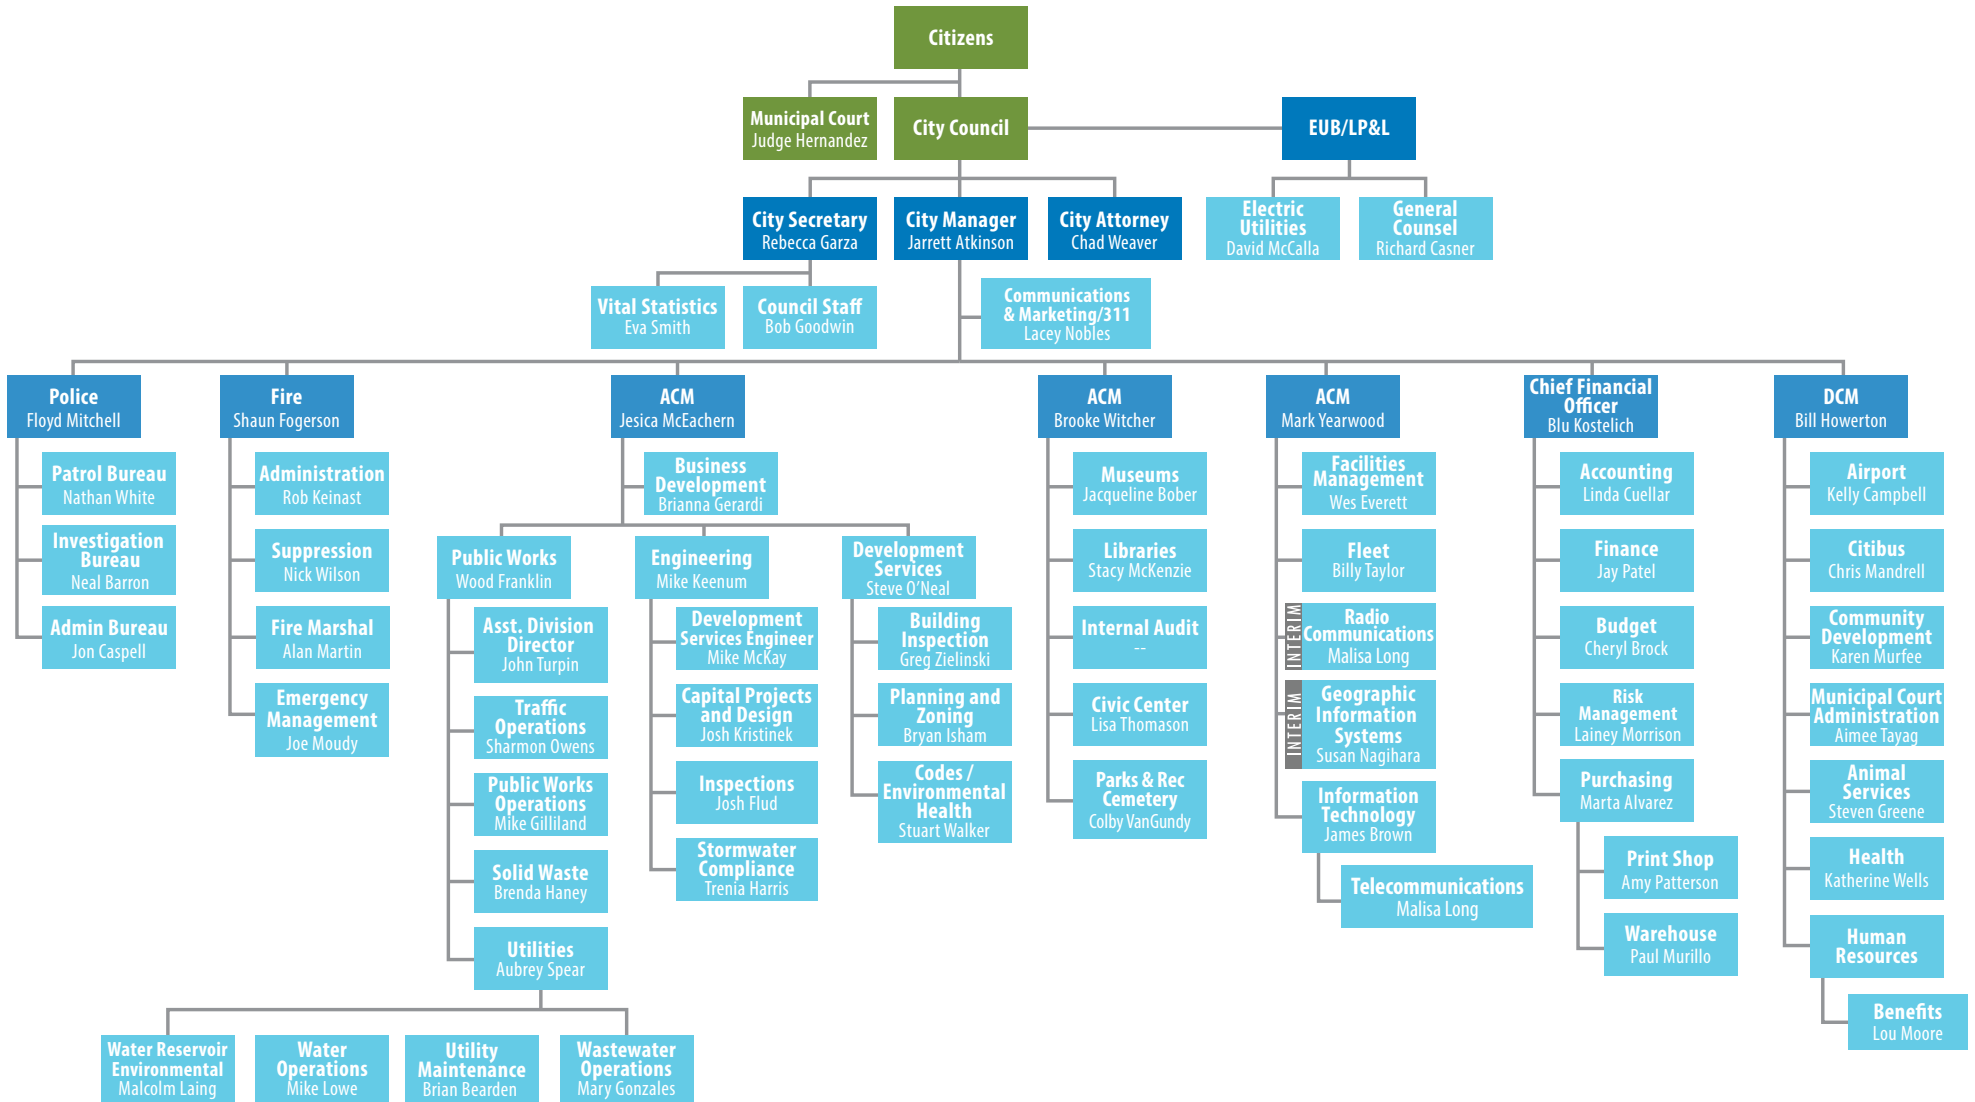 Citizens
Municipal Court
Judge Hernandez
City Council
EUB/LP&L
City Secretary
Rebecca Garza
City Manager
Jarrett Atkinson
City Attorney
Chad Weaver
Electric
Utilities
David McCalla
General
Counsel
Richard Casner
Vital Statistics
Eva Smith
Council Staff
Bob Goodwin
Communications
& Marketing/311
Lacey Nobles
Police
Floyd Mitchell
Fire
Shaun Fogerson
ACM
Jesica McEachern
ACM
Brooke Witcher
ACM
Mark Yearwood
Chief Financial
Officer
Blu Kostelich
DCM
Bill Howerton
Patrol Bureau
Nathan White
Investigation
Bureau
Neal Barron
Admin Bureau
Jon Caspell
Administration
Rob Keinast
Suppression
Nick Wilson
Fire Marshal
Alan Martin
Emergency
Management
Joe Moudy
Business
Development
Brianna Gerardi
Public Works
Wood Franklin
Engineering
Mike Keenum
Development
Services
Steve O'Neal
Asst. Division
Director
John Turpin
Traffic
Operations
Sharmon Owens
Public Works
Operations
Mike Gilliland
Solid Waste
Brenda Haney
Utilities
Aubrey Spear
Water Reservoir
Environmental
Malcolm Laing
Water
Operations
Mike Lowe
Utility
Maintenance
Brian Bearden
Wastewater
Operations
Mary Gonzales
Development
Services Engineer
Mike McKay
Capital Projects
and Design
Josh Kristinek
Inspections
Josh Flud
Stormwater
Compliance
Trenia Harris
Building
Inspection
Greg Zielinski
Planning and
Zoning
Bryan Isham
Codes /
Environmental
Health
Stuart Walker
Museums
Jacqueline Bober
Libraries
Stacy McKenzie
Internal Audit
--
Civic Center
Lisa Thomason
Parks & Rec
Cemetery
Colby VanGundy
Facilities
Management
Wes Everett
Fleet
Billy Taylor
INTERIM
Radio
Communications
Malisa Long
INTERIM
Geographic
Information
Systems
Susan Nagihara
Information
Technology
James Brown
Telecommunications
Malisa Long
Accounting
Linda Cuellar
Finance
Jay Patel
Budget
Cheryl Brock
Risk
Management
Lainey Morrison
Purchasing
Marta Alvarez
Print Shop
Amy Patterson
Warehouse
Paul Murillo
Airport
Kelly Campbell
Citibus
Chris Mandrell
Community
Development
Karen Murfee
Municipal Court
Administration
Aimee Tayag
Animal
Services
Steven Greene
Health
Katherine Wells
Human
Resources
Benefits
Lou Moore